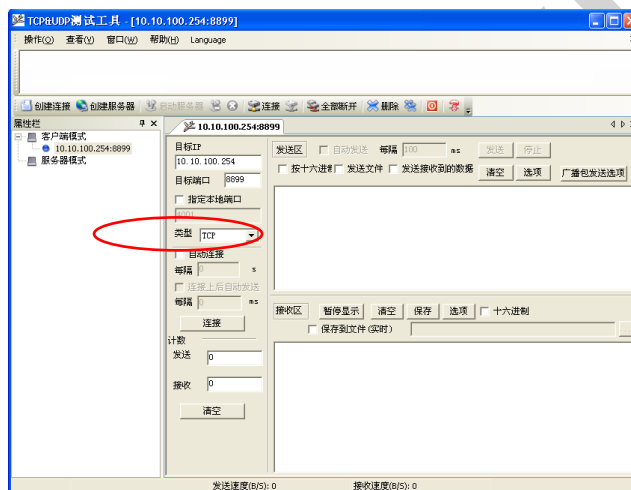 TCP&UDP测试工具 - [10.10.100.254:8899]
操作(O) 查看(V) 窗口(W) 帮助(H) Language
创建连接 创建服务器 启动服务器 连接 全部断开 删除
属性栏
客户端模式
10.10.100.254:8899
服务器模式
10.10.100.254:8899
目标IP
10.10.100.254
目标端口 8899
指定本地端口
4001
类型 TCP
自动连接
每隔 0 s
连接上后自动发送
每隔 0 ms
连接
计数
发送 0
接收 0
清空
发送区 自动发送 每隔 100 ms 发送 停止
按十六进制 发送文件 发送接收到的数据 清空 选项 广播包发送选项
接收区 暂停显示 清空 保存 选项 十六进制
保存到文件(实时)
发送速度(B/S): 0 接收速度(B/S): 0